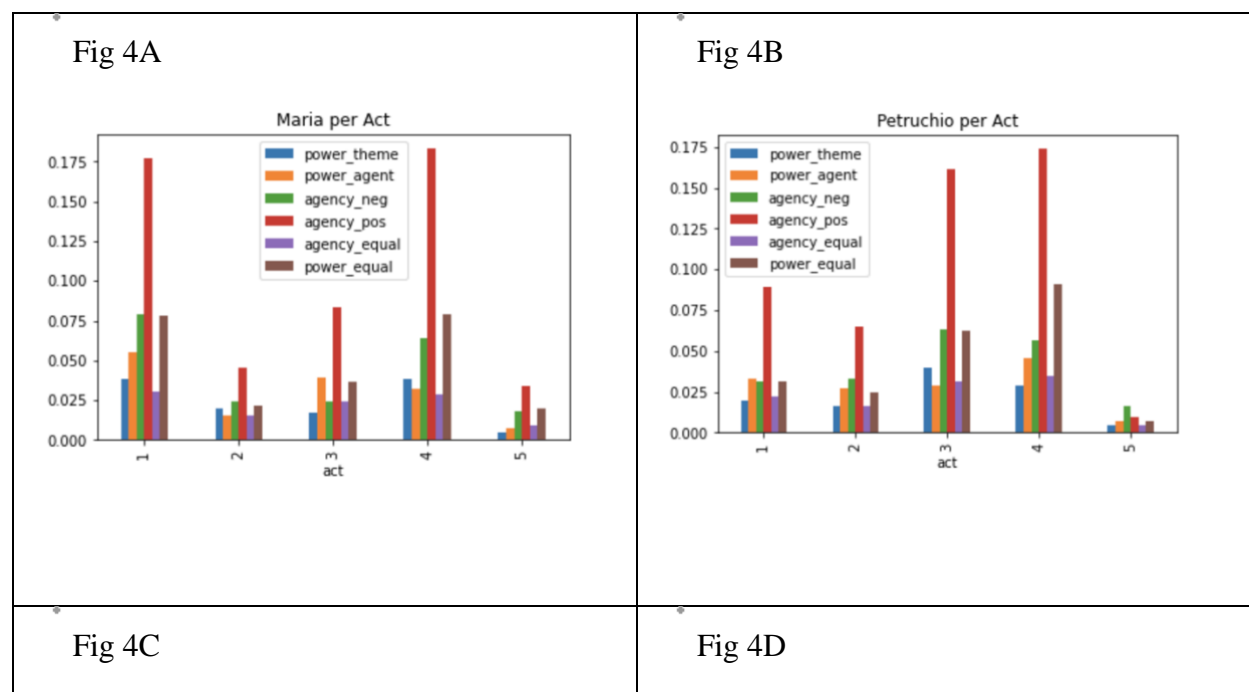 Fig 4A
Maria per Act
0.175
0.150
0.125
0.100
0.075
0.050
0.025
0.000
power_theme
power_agent
agency_neg
agency_pos
agency_equal
power_equal
1 2 3 4 5
act
Fig 4B
Petruchio per Act
0.175
0.150
0.125
0.100
0.075
0.050
0.025
0.000
power_theme
power_agent
agency_neg
agency_pos
agency_equal
power_equal
1 2 3 4 5
act
Fig 4C
Fig 4D